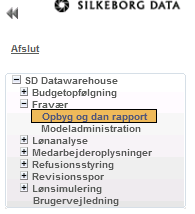 SILKEBORG DATA
Afslut
SD Datawarehouse
Budgetopfølgning
Fravær
Opbyg og dan rapport
Modeladministration
Lønanalyse
Medarbejderoplysninger
Refusionsstyring
Revisionsspor
Lønsimulering
Brugervejledning